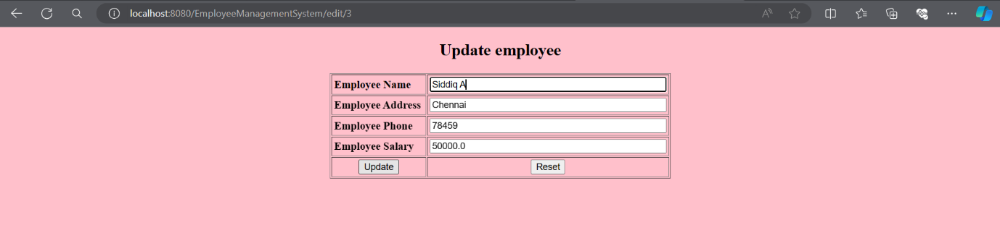 localhost:8080/EmployeeManagementSystem/edit/3
Update employee
Employee Name Siddiq A
Employee Address Chennai
Employee Phone 78459
Employee Salary 50000.0
Update Reset